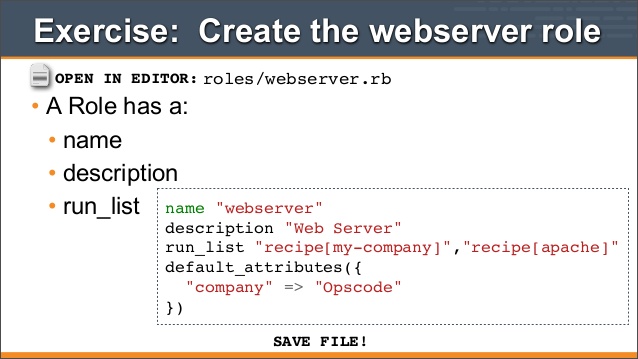 Exercise: Create the webserver role
OPEN IN EDITOR: roles/webserver.rb
• A Role has a:
• name
• description
• run_list
name "webserver"
description "Web Server"
run_list "recipe[my-company]","recipe[apache]"
default_attributes({
  "company" => "Opscode"
})
SAVE FILE!